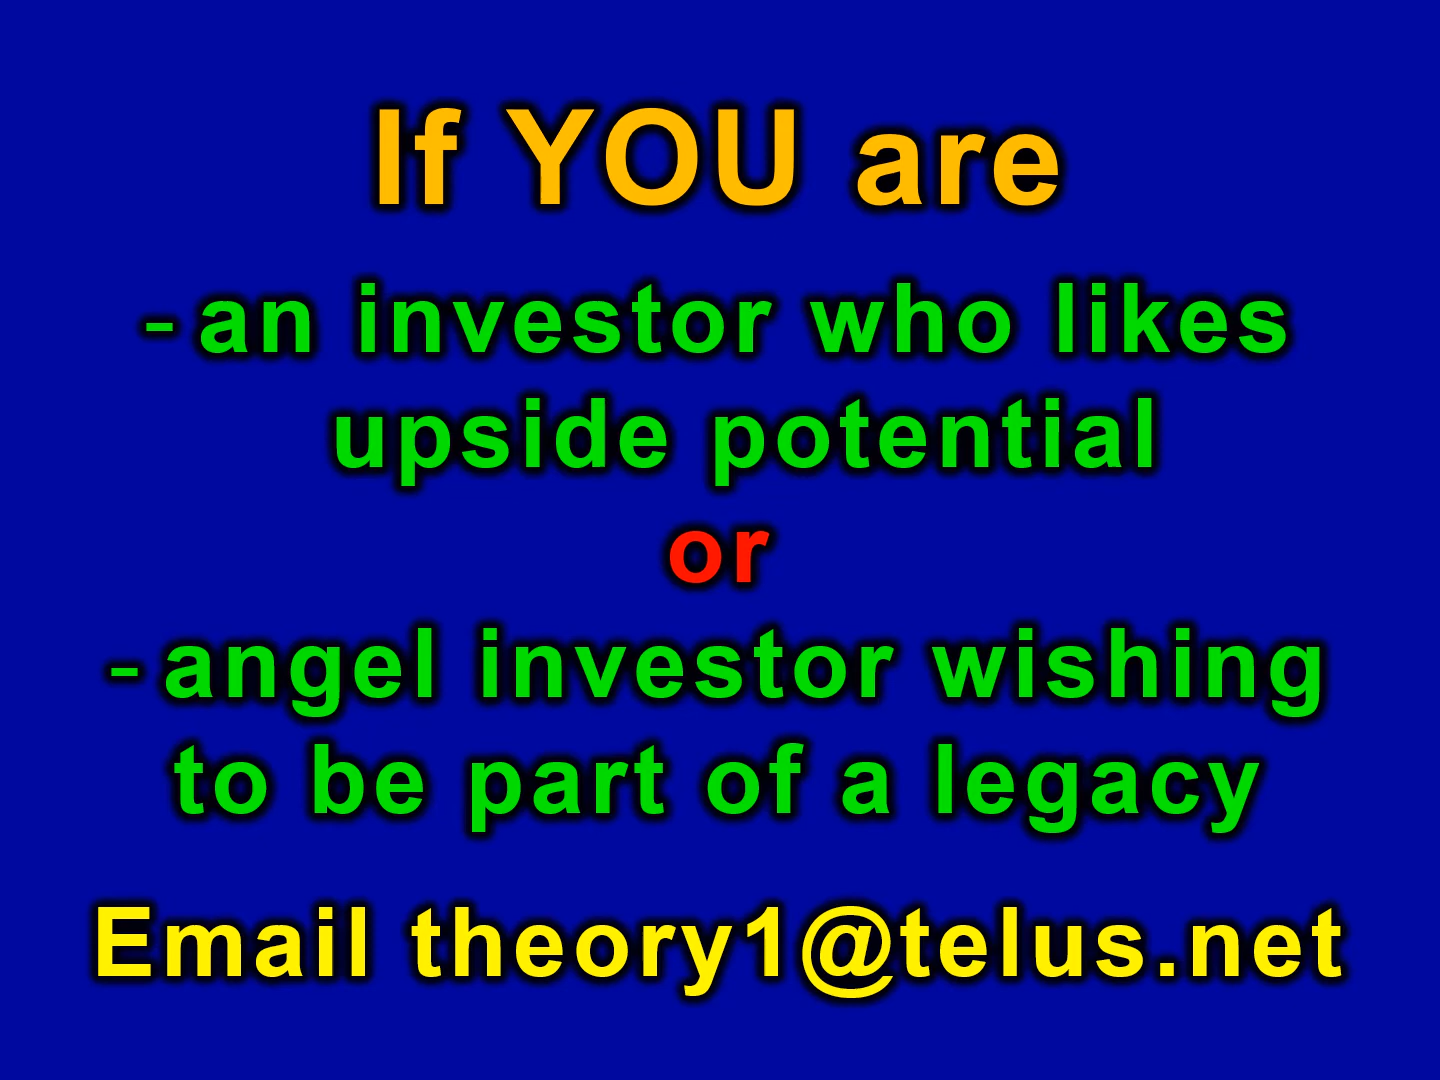 If YOU are
- an investor who likes
upside potential
or
- angel investor wishing
to be part of a legacy
Email theory1@telus.net